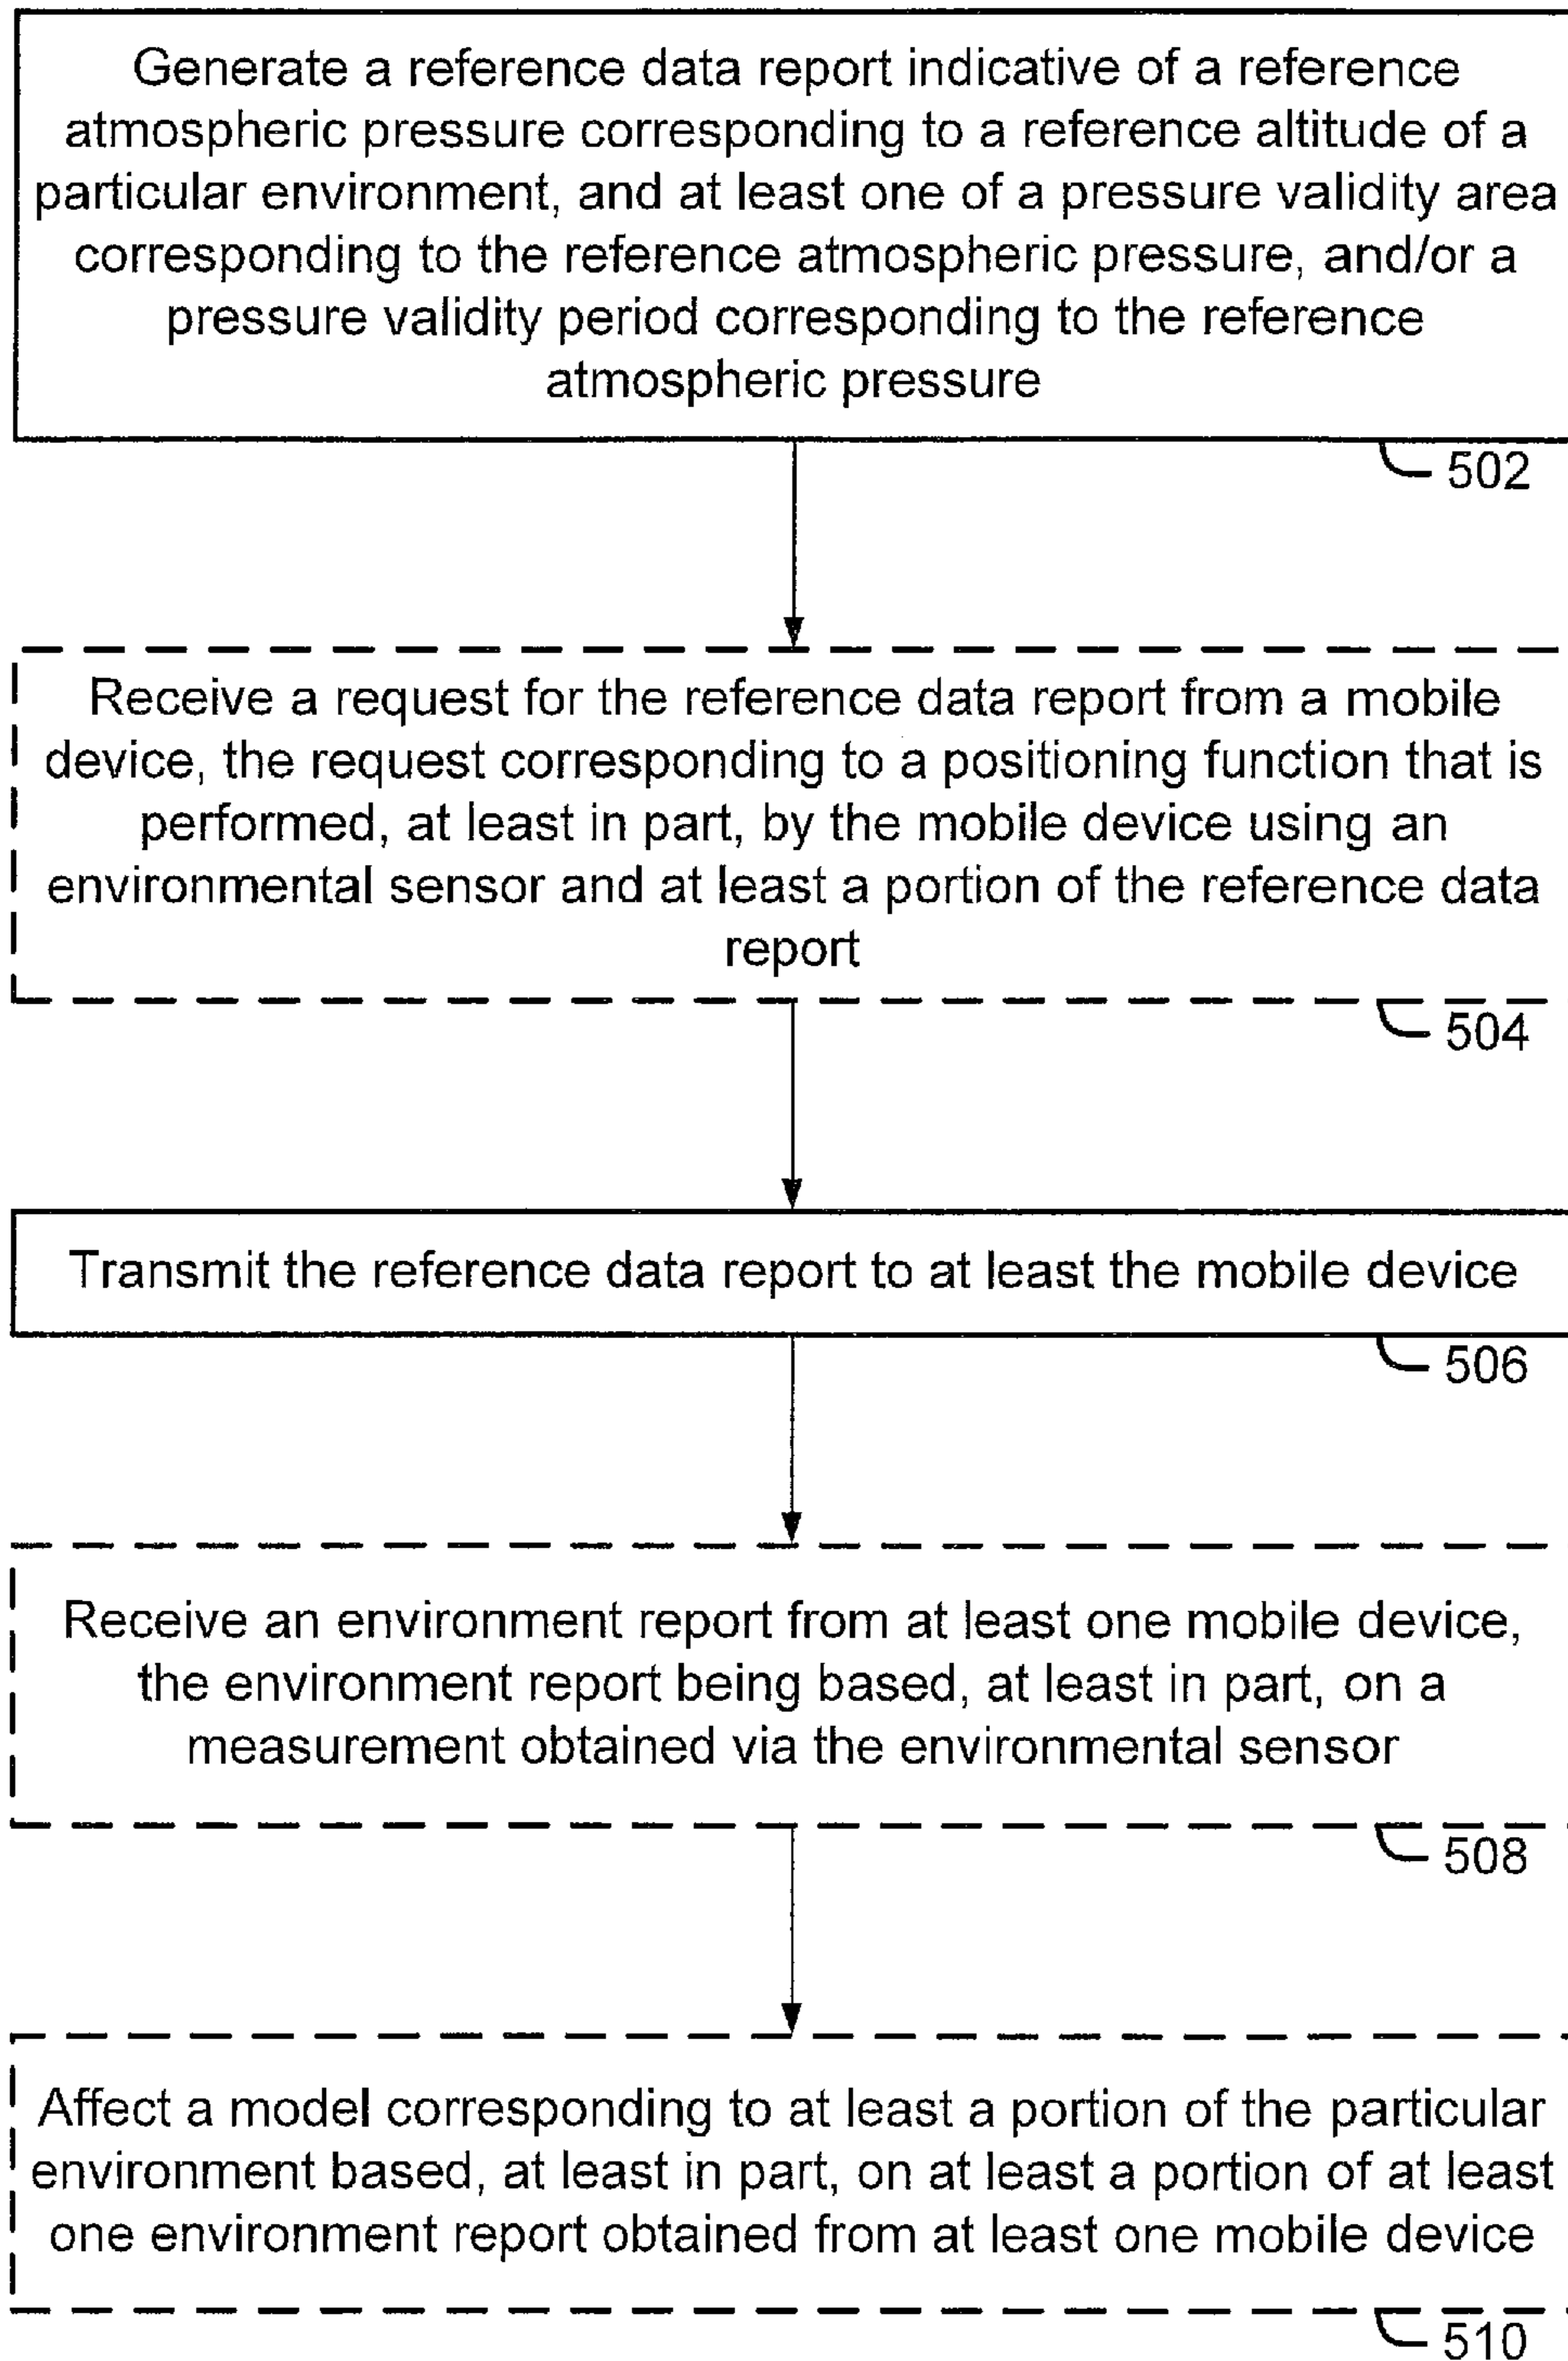 Generate a reference data report indicative of a reference
atmospheric pressure corresponding to a reference altitude of a
particular environment, and at least one of a pressure validity area
corresponding to the reference atmospheric pressure, and/or a
pressure validity period corresponding to the reference
atmospheric pressure
502
Receive a request for the reference data report from a mobile
device, the request corresponding to a positioning function that is
performed, at least in part, by the mobile device using an
environmental sensor and at least a portion of the reference data
report
504
Transmit the reference data report to at least the mobile device
506
Receive an environment report from at least one mobile device,
the environment report being based, at least in part, on a
measurement obtained via the environmental sensor
508
Affect a model corresponding to at least a portion of the particular
environment based, at least in part, on at least a portion of at least
one environment report obtained from at least one mobile device
510